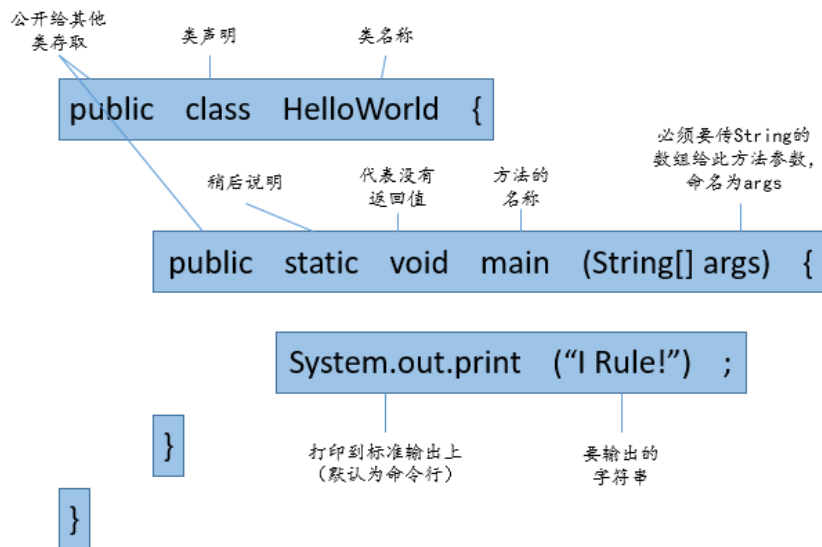 公开给其他
类存取
类声明
类名称
public class HelloWorld {
必须要传String的
数组给此方法参数，
命名为args
稍后说明
代表没有
返回值
方法的
名称
public static void main (String[] args) {
System.out.print (“I Rule!”) ;
}
打印到标准输出上
（默认为命令行）
要输出的
字符串
}